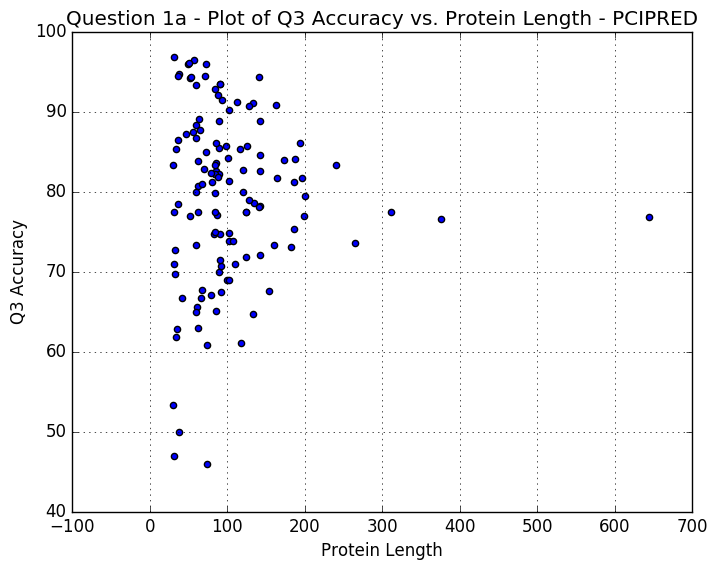 Question 1a - Plot of Q3 Accuracy vs. Protein Length - PCIPRED
100
90
80
70
60
50
40
Q3 Accuracy
−100 0 100 200 300 400 500 600 700
Protein Length